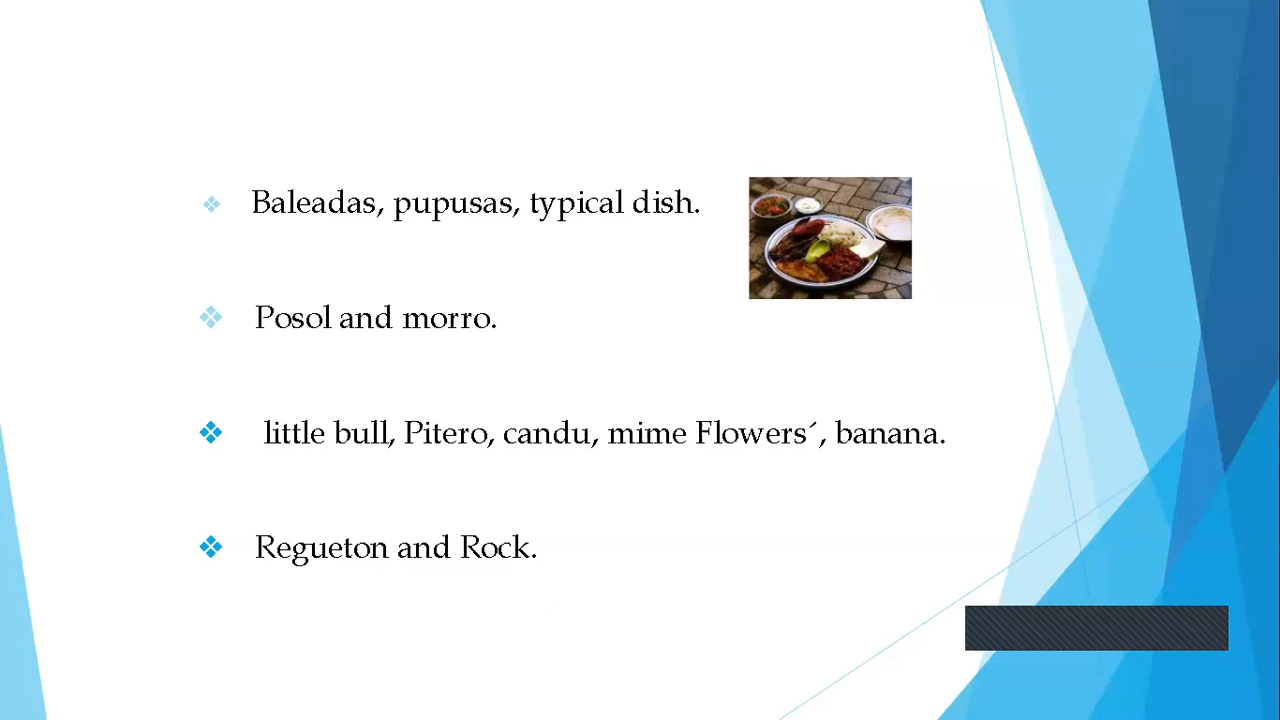 Baleadas, pupusas, typical dish.
Posol and morro.
little bull, Pitero, candu, mime Flowers´, banana.
Regueton and Rock.